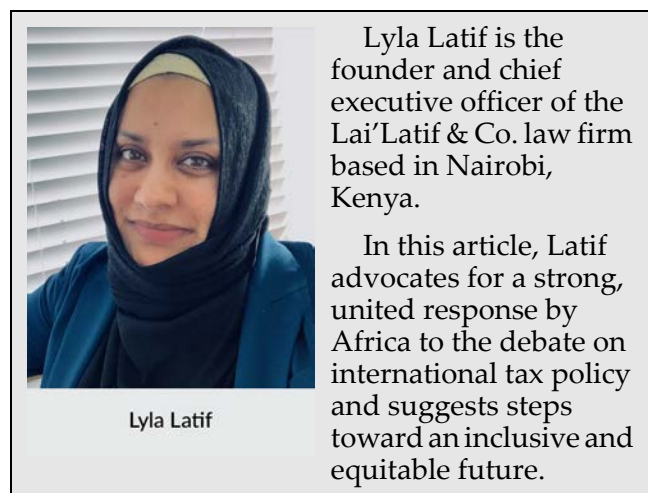 Lyla Latif is the
founder and chief
executive officer of the
Lai’Latif & Co. law firm
based in Nairobi,
Kenya.
In this article, Latif
advocates for a strong,
united response by
Africa to the debate on
international tax policy
and suggests steps
toward an inclusive and
equitable future.
Lyla Latif